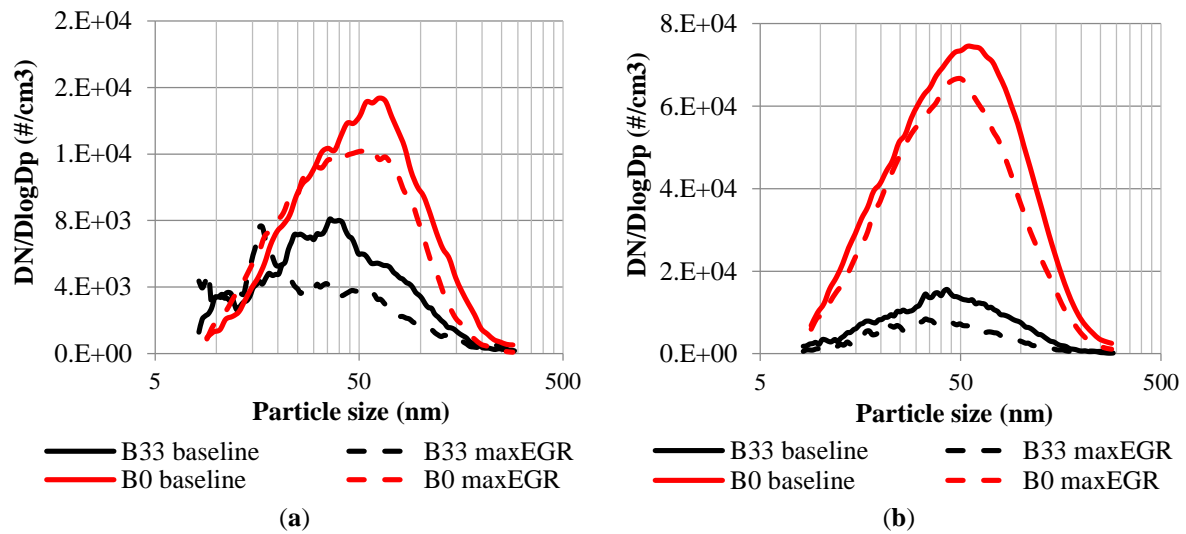 2.E+04
2.E+04
1.E+04
8.E+03
4.E+03
0.E+00
DN/DlogDp (#/cm3)
5
50
500
Particle size (nm)
B33 baseline
B33 maxEGR
B0 baseline
B0 maxEGR
(a)
8.E+04
6.E+04
4.E+04
2.E+04
0.E+00
DN/DlogDp (#/cm3)
5
50
500
Particle size (nm)
B33 baseline
B33 maxEGR
B0 baseline
B0 maxEGR
(b)